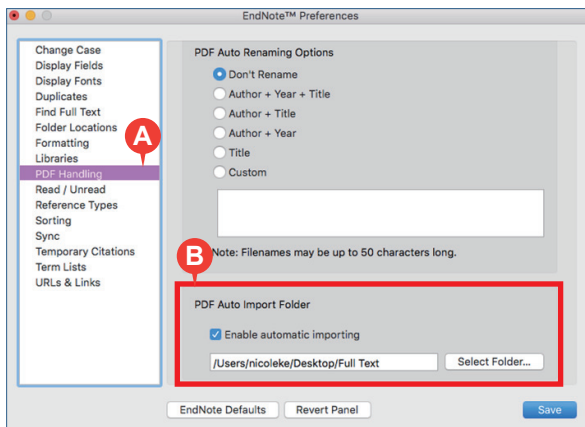 EndNote™ Preferences
Change Case
Display Fields
Display Fonts
Duplicates
Find Full Text
Folder Locations
Formatting
Libraries
PDF Handling
Read / Unread
Reference Types
Sorting
Sync
Temporary Citations
Term Lists
URLs & Links
A
PDF Auto Renaming Options
Don't Rename
Author + Year + Title
Author + Title
Author + Year
Title
Custom
Note: Filenames may be up to 50 characters long.
B
PDF Auto Import Folder
Enable automatic importing
/Users/nicoleke/Desktop/Full Text
Select Folder...
EndNote Defaults
Revert Panel
Save